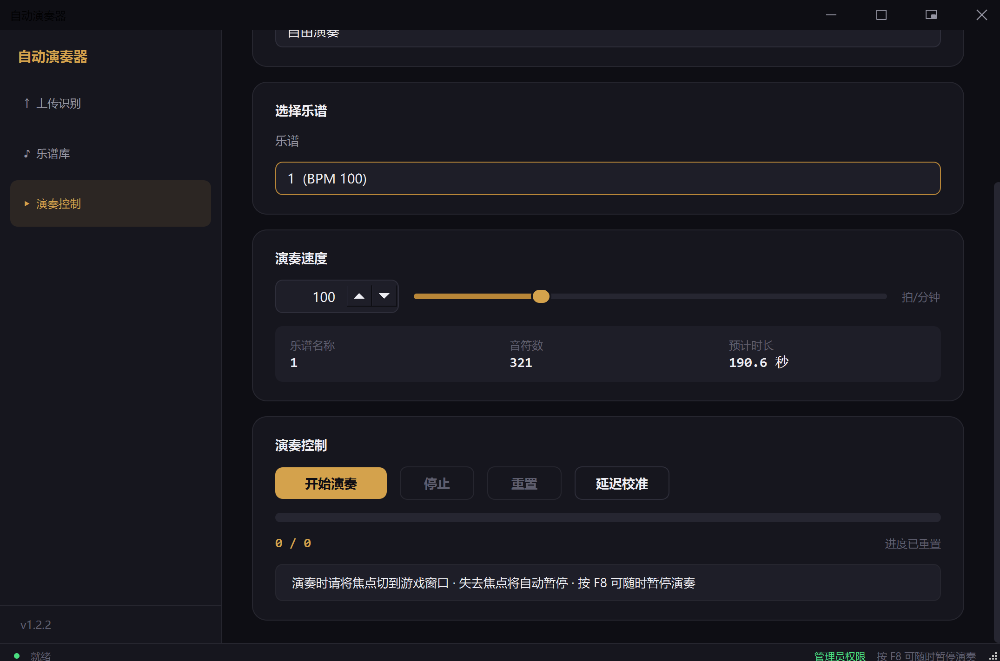 自动演奏器
自动演奏器
↑ 上传识别
♪ 乐谱库
▶ 演奏控制
v1.2.2
自由演奏
选择乐谱
乐谱
1 (BPM 100)
演奏速度
100
拍/分钟
乐谱名称 音符数 预计时长
1 321 190.6 秒
演奏控制
开始演奏 停止 重置 延迟校准
0 / 0 进度已重置
演奏时请将焦点切到游戏窗口 · 失去焦点将自动暂停 · 按 F8 可随时暂停演奏
就绪 管理员权限 按 F8 可随时暂停演奏